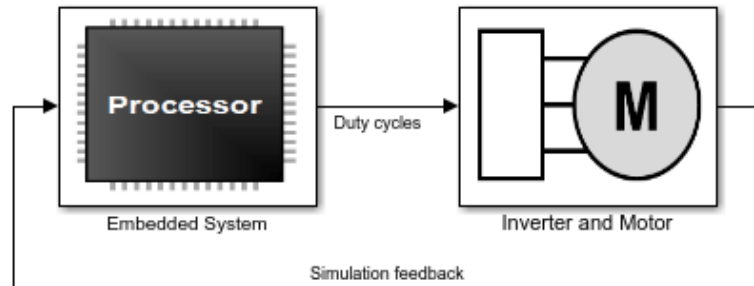 Processor
Duty cycles
M
Embedded System
Inverter and Motor
Simulation feedback